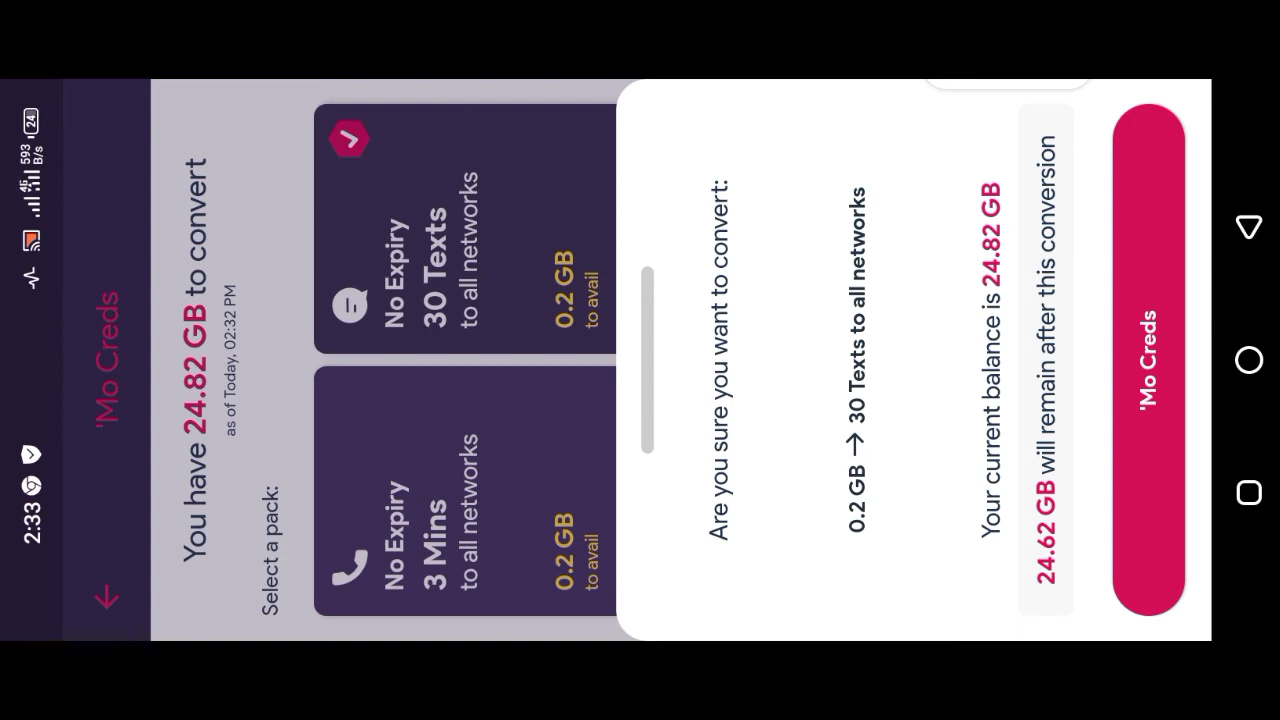 2:33
4G 593 B/s 24
'Mo Creds
You have 24.82 GB to convert
as of Today, 02:32 PM
Select a pack:
No Expiry
3 Mins
to all networks
0.2 GB
to avail
No Expiry
30 Texts
to all networks
0.2 GB
to avail
Are you sure you want to convert:
0.2 GB → 30 Texts to all networks
Your current balance is 24.82 GB
24.62 GB will remain after this conversion
'Mo Creds